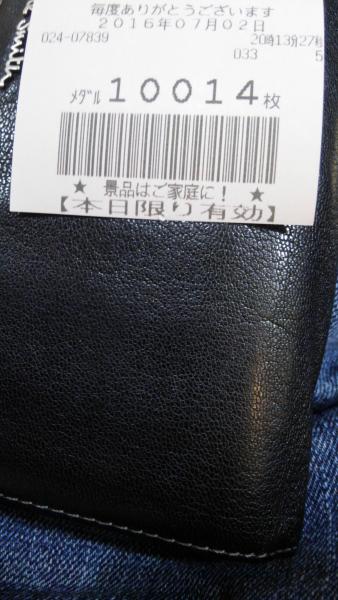 毎度ありがとうございます
2016年07月02日
024-07839 20時13分27秒
033 5
ﾒﾀﾞﾙ 10014枚
★ 景品はご家庭に! ★
【本日限り有効】